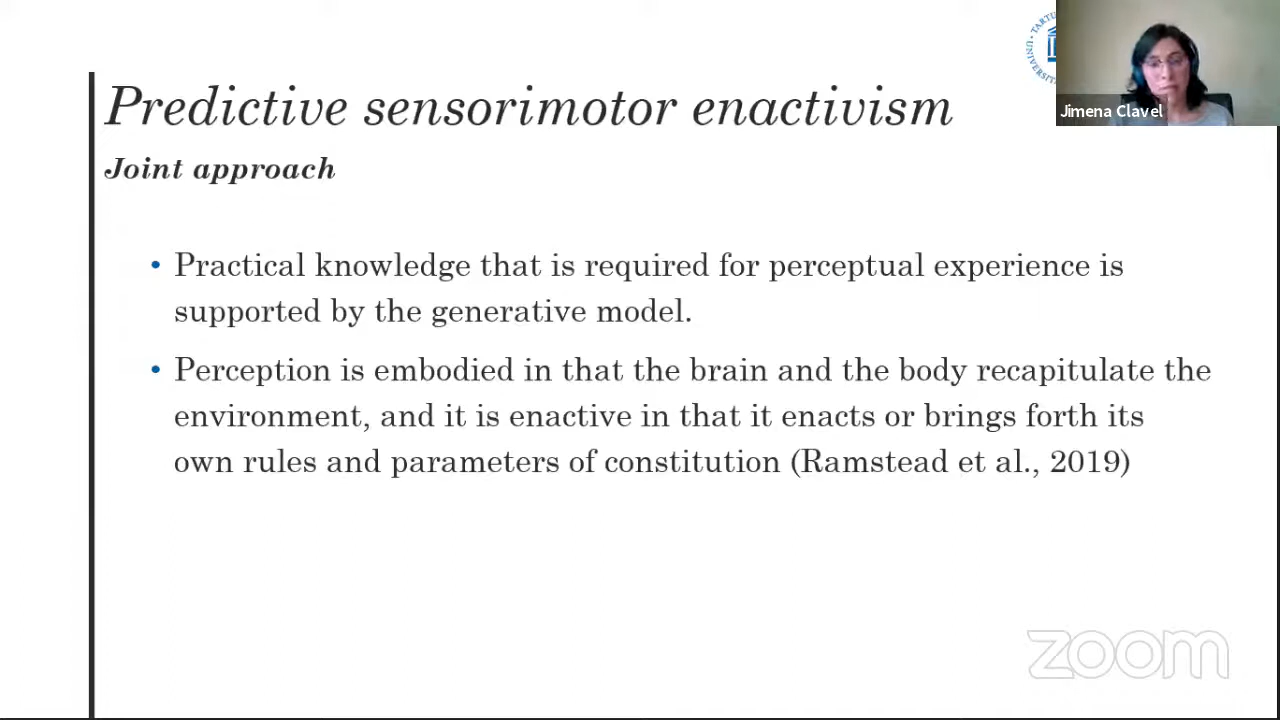 Predictive sensorimotor enactivism
Joint approach
• Practical knowledge that is required for perceptual experience is
supported by the generative model.
• Perception is embodied in that the brain and the body recapitulate the
environment, and it is enactive in that it enacts or brings forth its
own rules and parameters of constitution (Ramstead et al., 2019)
Jimena Clavel
zoom